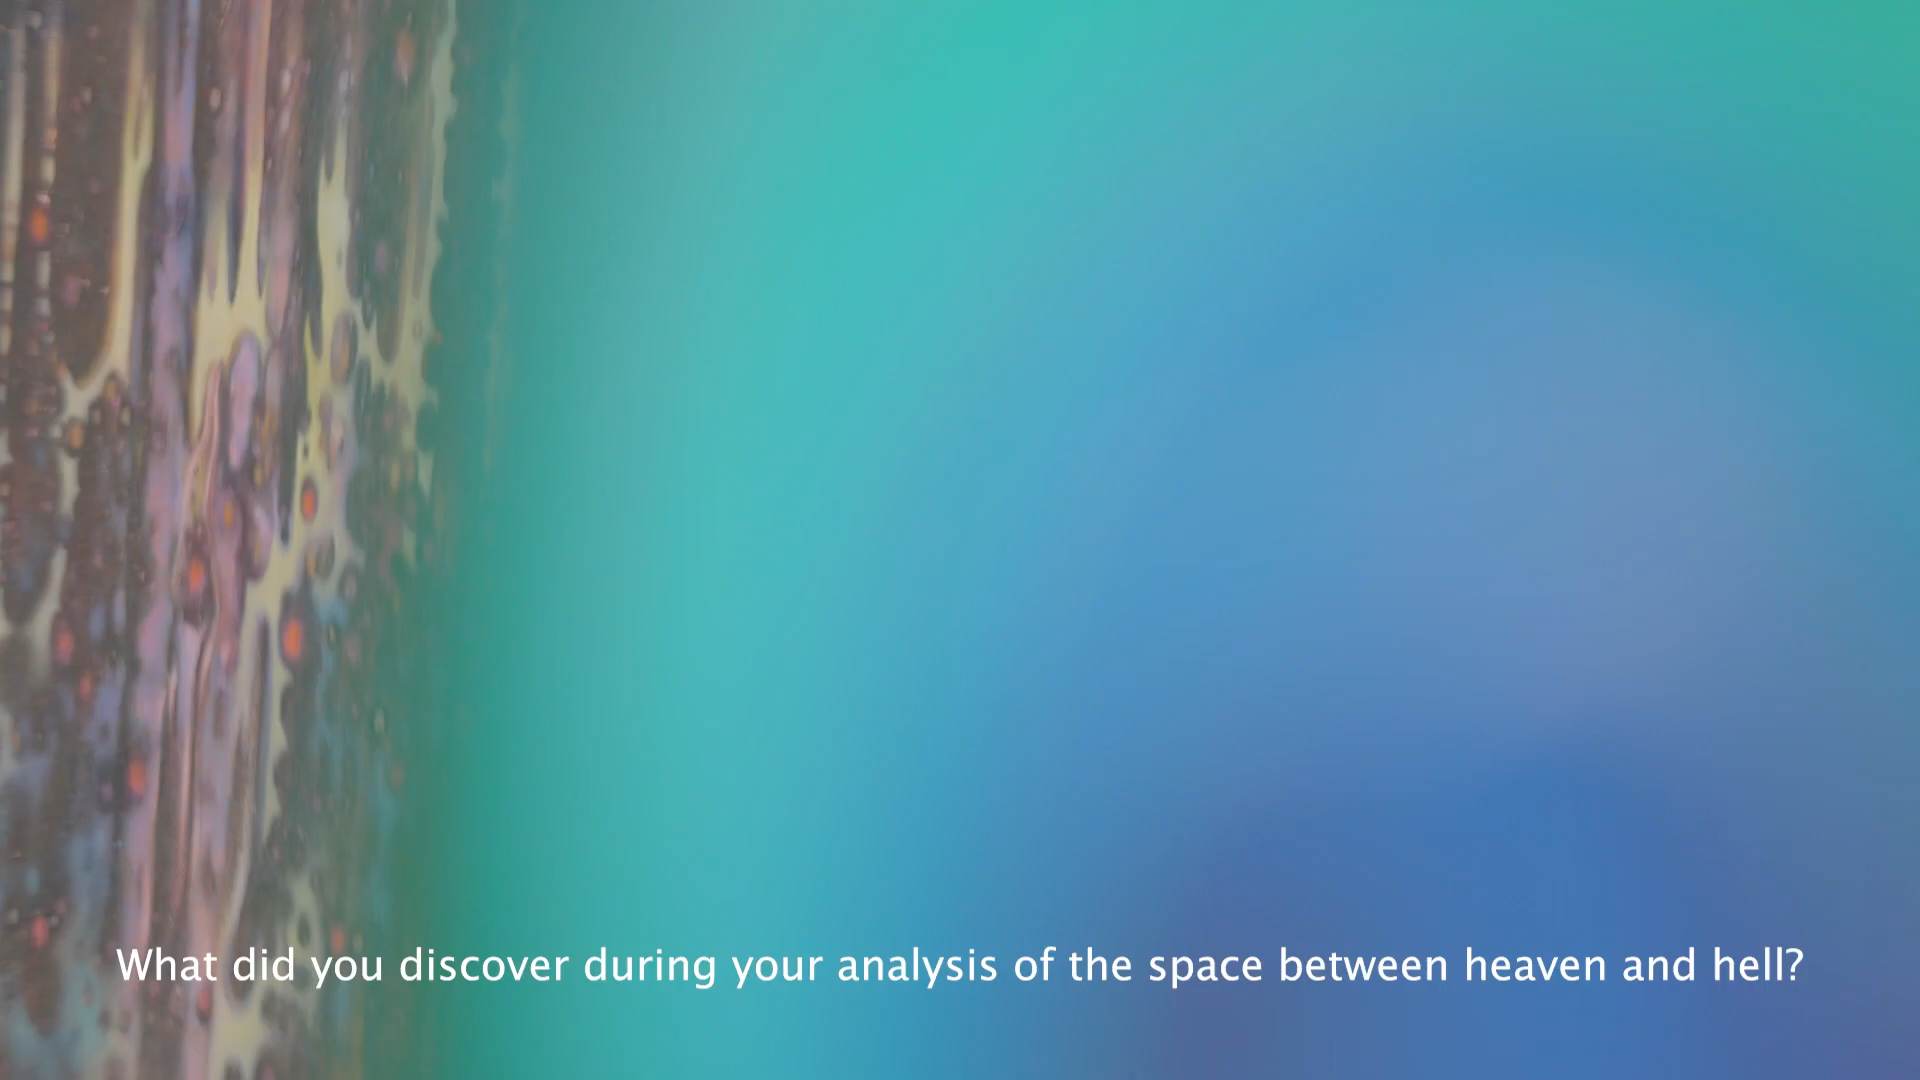 What did you discover during your analysis of the space between heaven and hell?